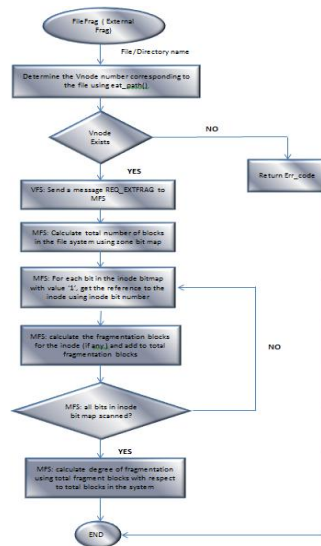 FileFrag ( External
Frag)
File/Directory name
Determine the Vnode number corresponding to
the file using eat_path()
Vnode
Exists
NO
YES
Return Err_code
VFS: Send a message REQ_EXTFRAG to
MFS
MFS: Calculate total number of blocks
in the file system using zone bit map
MFS: For each bit in the inode bitmap
with value '1', get the reference to the
inode using inode bit number
MFS: calculate the fragmentation blocks
for the inode (if any ) and add to total
fragmentation blocks
NO
MFS: all bits in inode
bit map scanned?
YES
MFS: calculate degree of fragmentation
using total fragment blocks with respect
to total blocks in the system
END